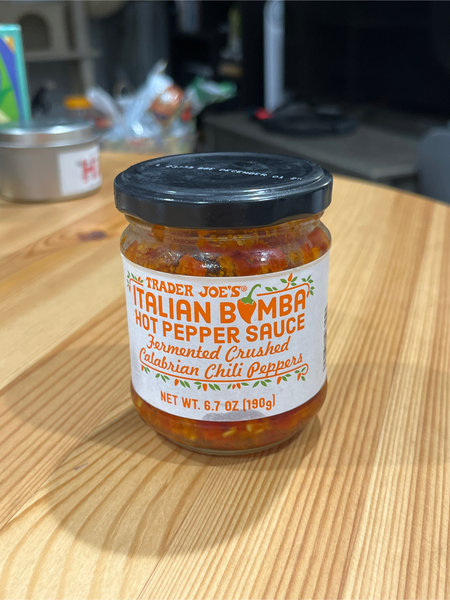 TRADER JOE'S®
ITALIAN BOMBA
HOT PEPPER SAUCE
Fermented Crushed
Calabrian Chili Peppers
NET WT. 6.7 OZ (190g)
H